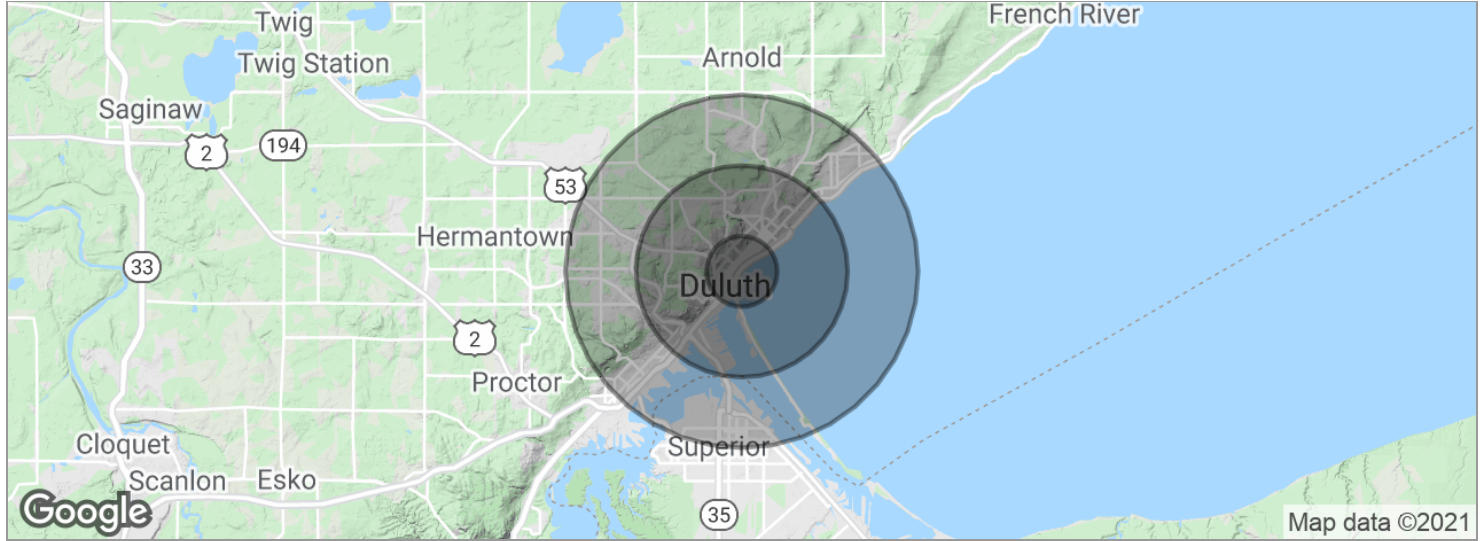 French River
Twig
Arnold
Twig Station
Saginaw
2
194
53
Hermantown
33
Duluth
2
Proctor
Cloquet
Superior
Scanlon
Esko
Google
35
Map data ©2021